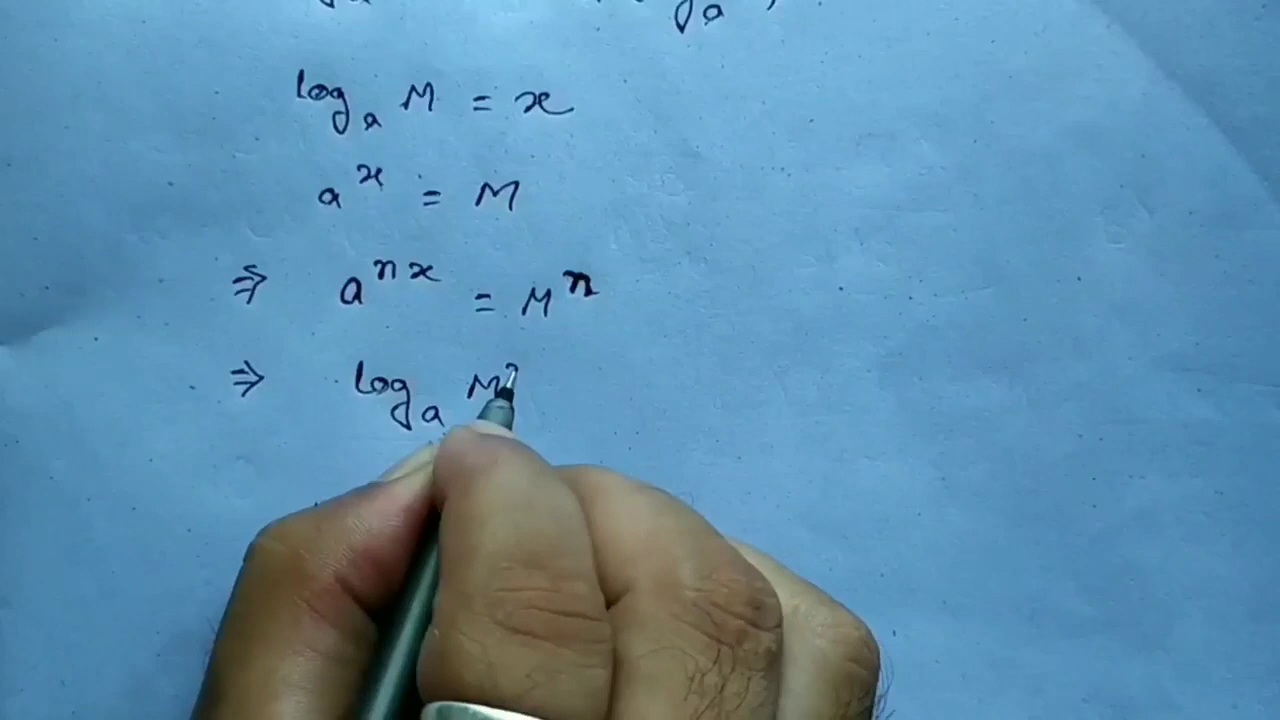 log_a M = x
a^x = M
⇒ a^{nx} = M^n
⇒ log_a M